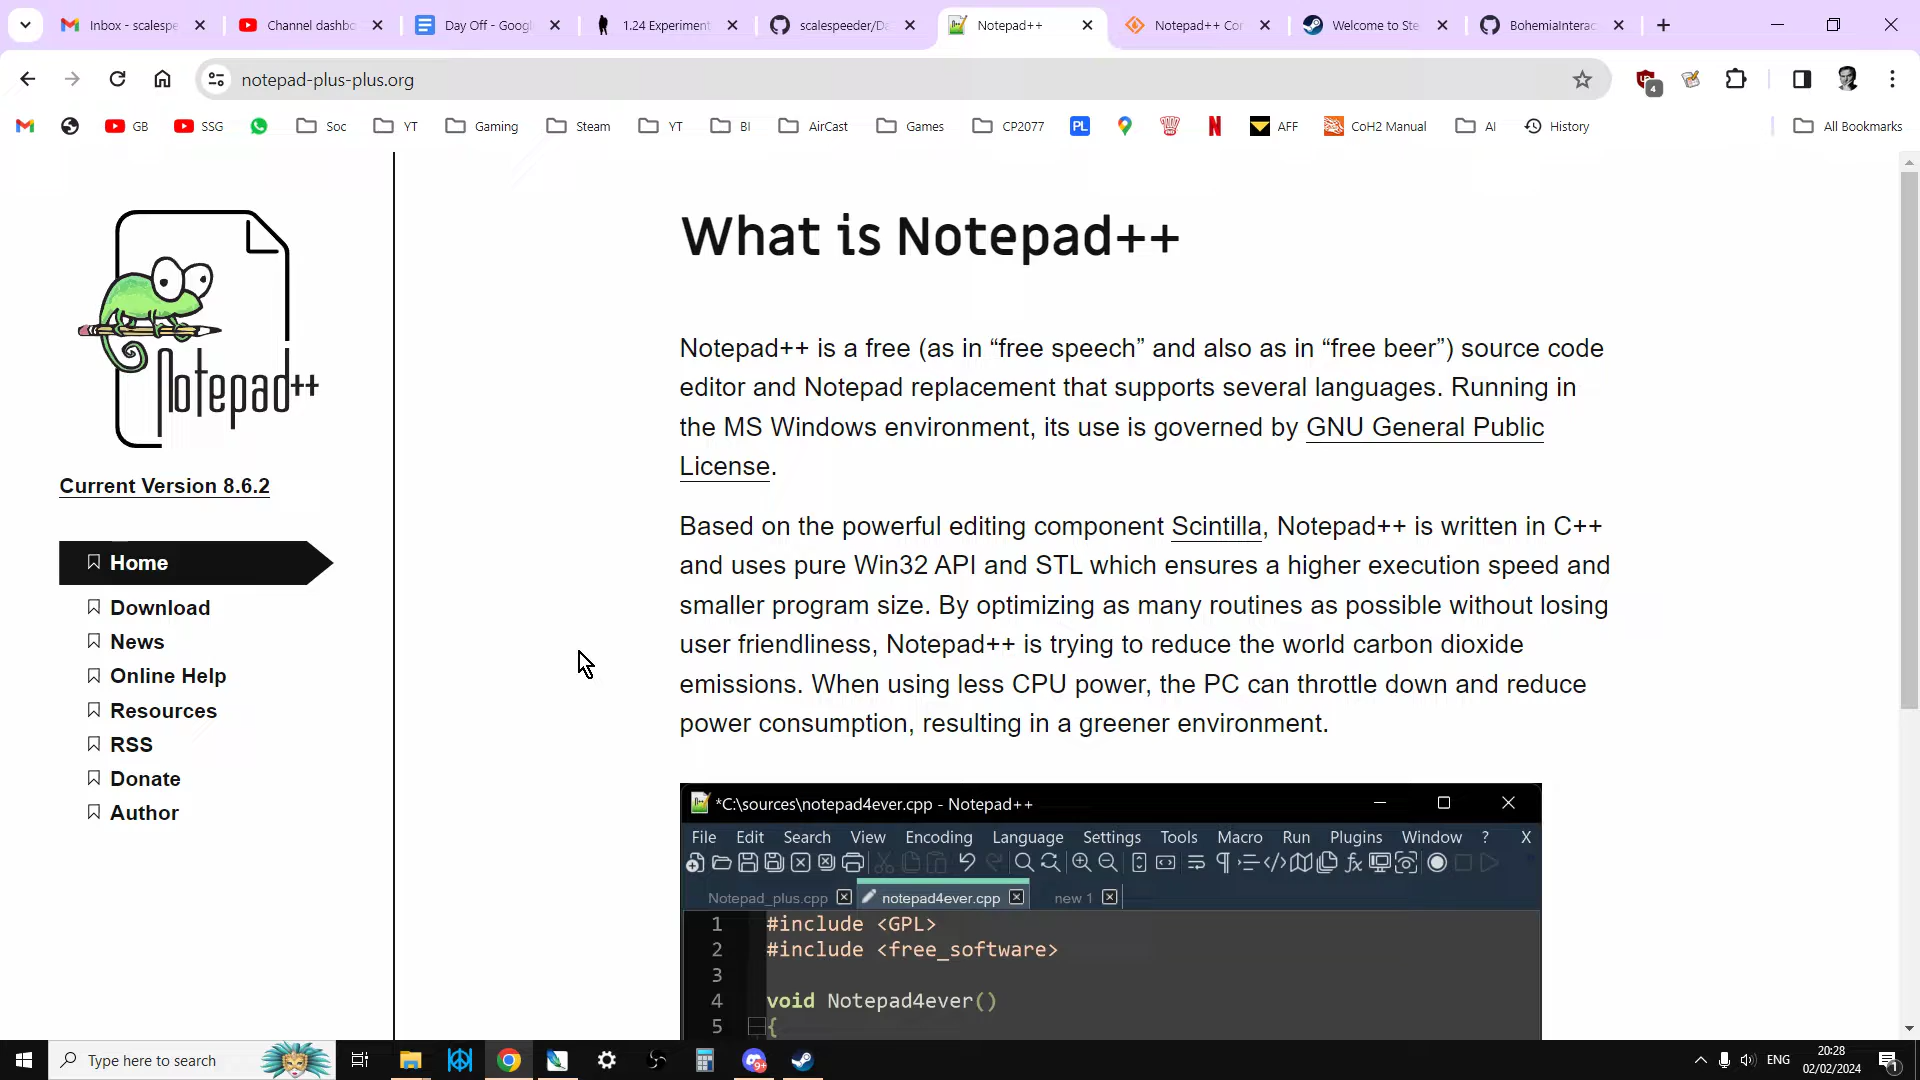 Inbox - scalespe
Channel dashbo
Day Off - Googl
1.24 Experiment
scalespeeder/Da
Notepad++
Notepad++ Cor
Welcome to Ste
BohemiaInterac
notepad-plus-plus.org
4
GB
SSG
Soc
YT
Gaming
Steam
YT
BI
AirCast
Games
CP2077
PL
N
AFF
CoH2 Manual
AI
History
All Bookmarks
Notepad++
Current Version 8.6.2
Home
Download
News
Online Help
Resources
RSS
Donate
Author
What is Notepad++
Notepad++ is a free (as in “free speech” and also as in “free beer”) source code
editor and Notepad replacement that supports several languages. Running in
the MS Windows environment, its use is governed by GNU General Public
License.
Based on the powerful editing component Scintilla, Notepad++ is written in C++
and uses pure Win32 API and STL which ensures a higher execution speed and
smaller program size. By optimizing as many routines as possible without losing
user friendliness, Notepad++ is trying to reduce the world carbon dioxide
emissions. When using less CPU power, the PC can throttle down and reduce
power consumption, resulting in a greener environment.
*C:\sources\notepad4ever.cpp - Notepad++
File Edit Search View Encoding Language Settings Tools Macro Run Plugins Window ? X
Notepad_plus.cpp notepad4ever.cpp new 1
1 #include <GPL>
2 #include <free_software>
3
4 void Notepad4ever()
5 {
Type here to search
9+
ENG
20:28
02/02/2024
1